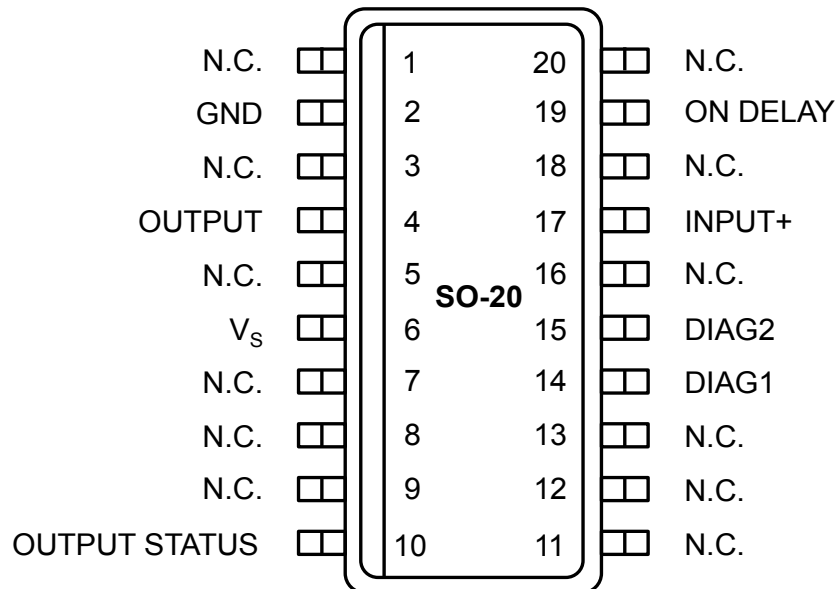 N.C. 1 20 N.C.
GND 2 19 ON DELAY
N.C. 3 18 N.C.
OUTPUT 4 17 INPUT+
N.C. 5 16 N.C.
SO-20
VS 6 15 DIAG2
N.C. 7 14 DIAG1
N.C. 8 13 N.C.
N.C. 9 12 N.C.
OUTPUT STATUS 10 11 N.C.